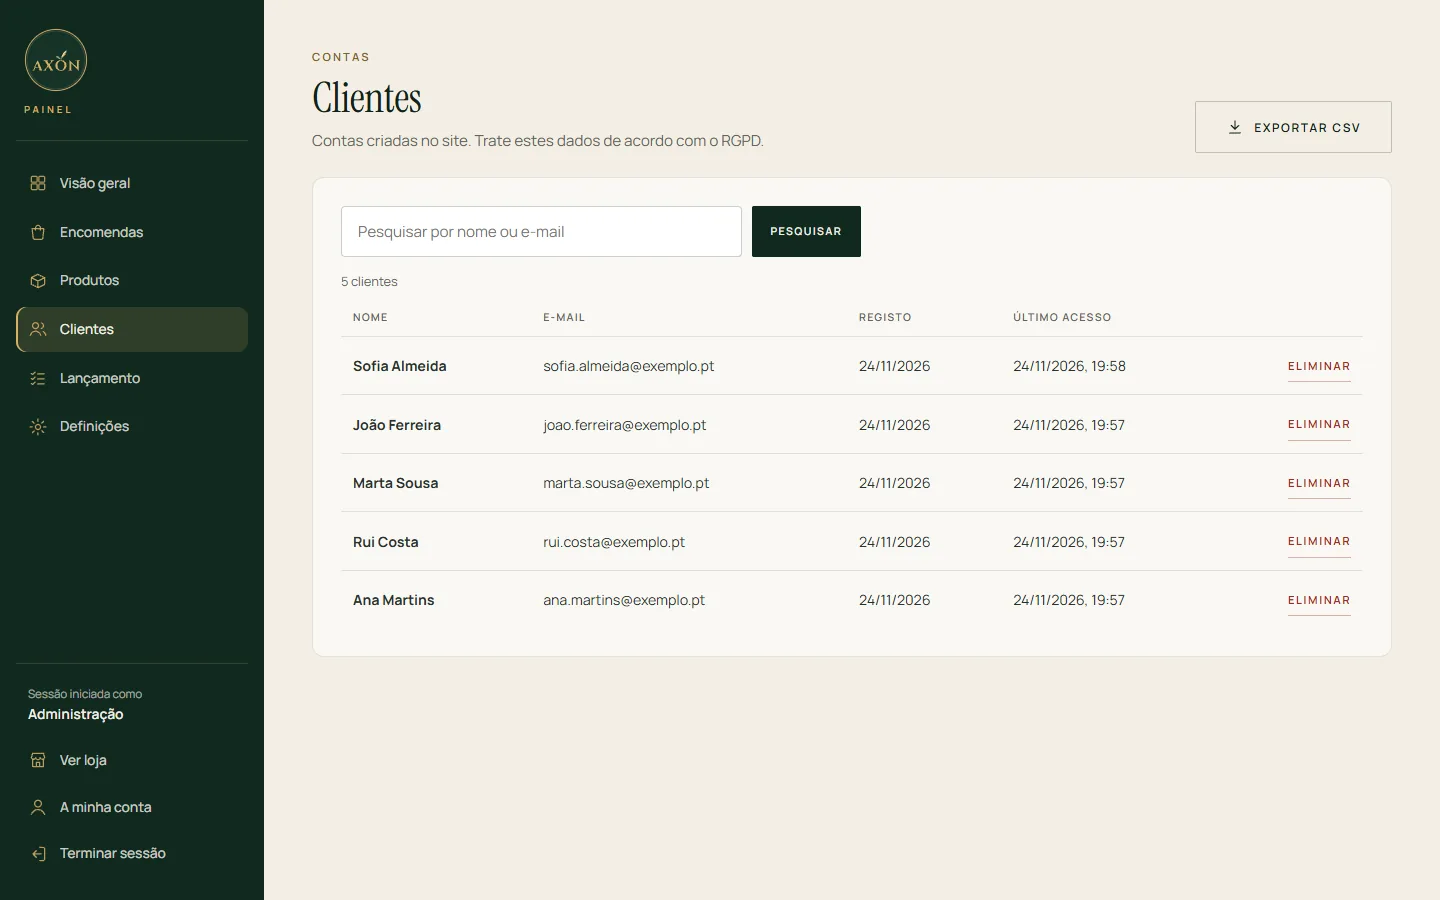 AXÓN
PAINEL
Visão geral
Encomendas
Produtos
Clientes
Lançamento
Definições
Sessão iniciada como
Administração
Ver loja
A minha conta
Terminar sessão
CONTAS
Clientes
Contas criadas no site. Trate estes dados de acordo com o RGPD.
EXPORTAR CSV
Pesquisar por nome ou e-mail
PESQUISAR
5 clientes
NOME E-MAIL REGISTO ÚLTIMO ACESSO
Sofia Almeida sofia.almeida@exemplo.pt 24/11/2026 24/11/2026, 19:58 ELIMINAR
João Ferreira joao.ferreira@exemplo.pt 24/11/2026 24/11/2026, 19:57 ELIMINAR
Marta Sousa marta.sousa@exemplo.pt 24/11/2026 24/11/2026, 19:57 ELIMINAR
Rui Costa rui.costa@exemplo.pt 24/11/2026 24/11/2026, 19:57 ELIMINAR
Ana Martins ana.martins@exemplo.pt 24/11/2026 24/11/2026, 19:57 ELIMINAR